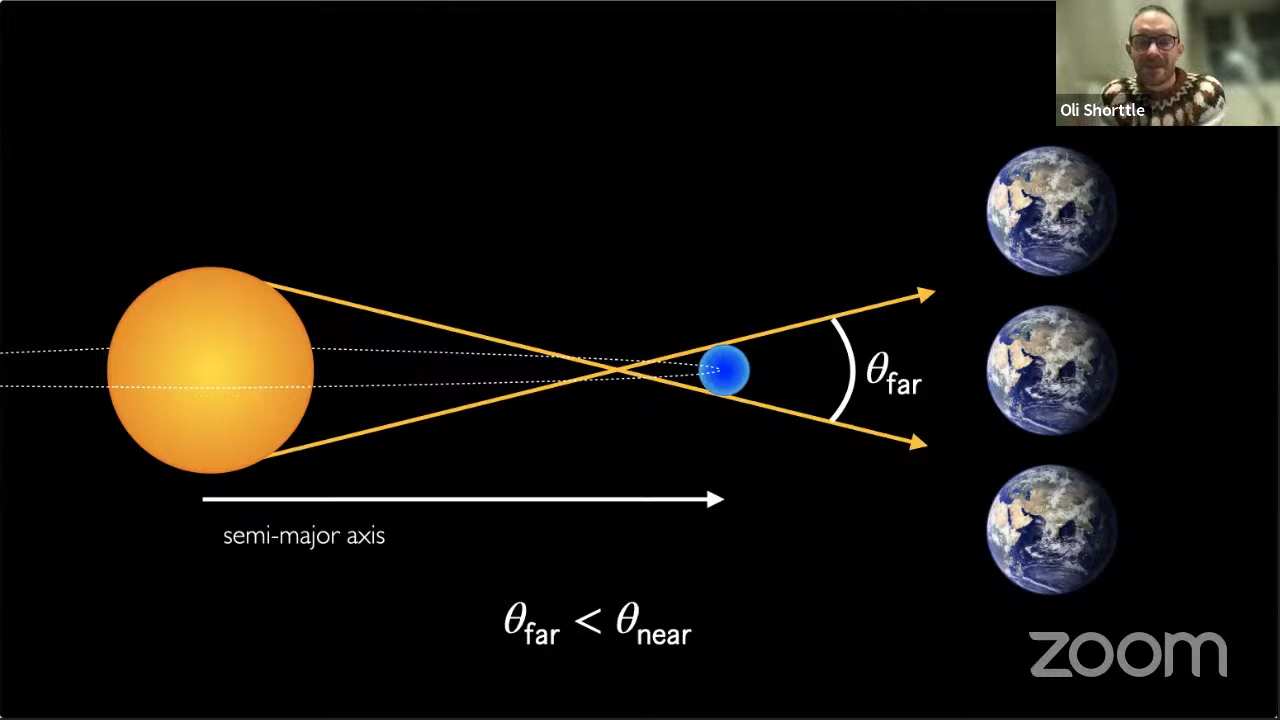 Oli Shorttle
θfar
semi-major axis
θfar < θnear
zoom